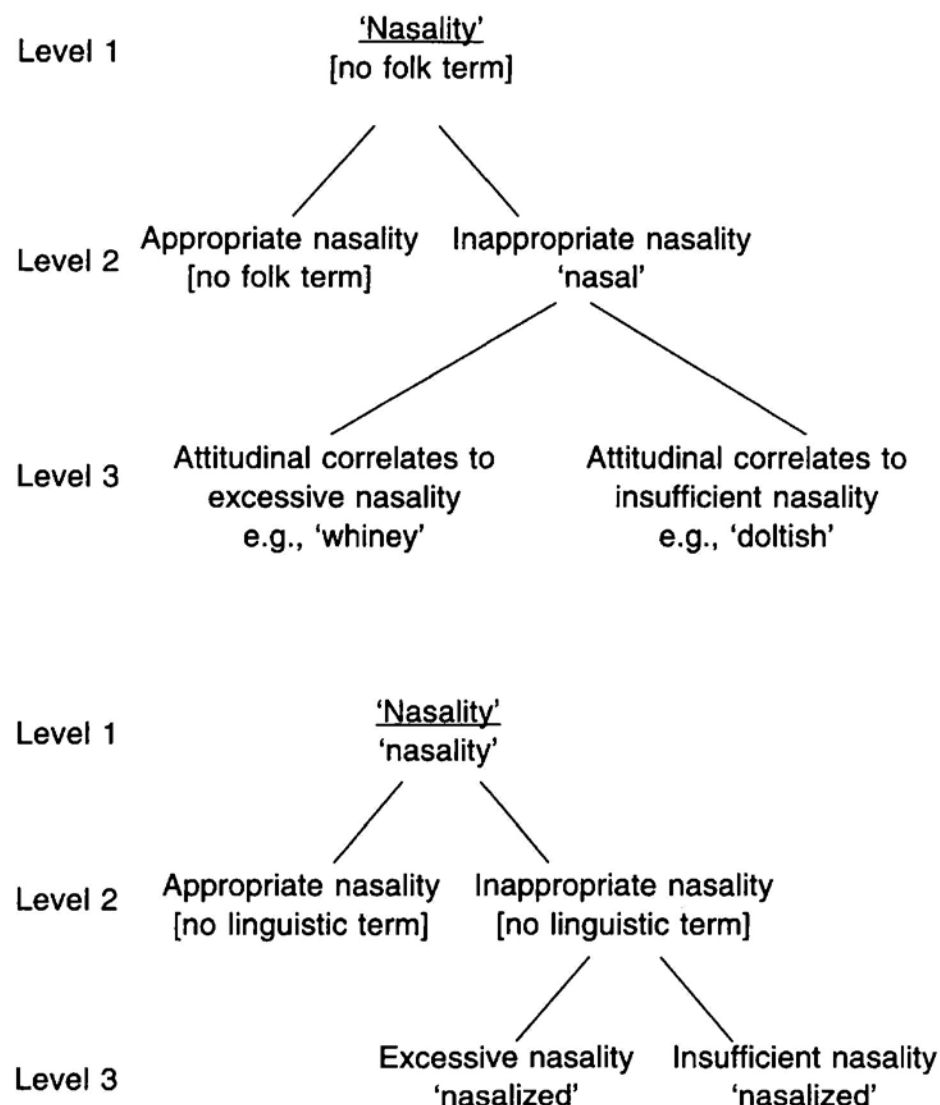 'Nasality'
Level 1
[no folk term]
Appropriate nasality Inappropriate nasality
Level 2
[no folk term] 'nasal'
Level 3 Attitudinal correlates to Attitudinal correlates to
excessive nasality insufficient nasality
e.g., 'whiney' e.g., 'doltish'
'Nasality'
Level 1
'nasality'
Appropriate nasality Inappropriate nasality
Level 2
[no linguistic term] [no linguistic term]
Excessive nasality Insufficient nasality
Level 3
'nasalized' 'nasalized'